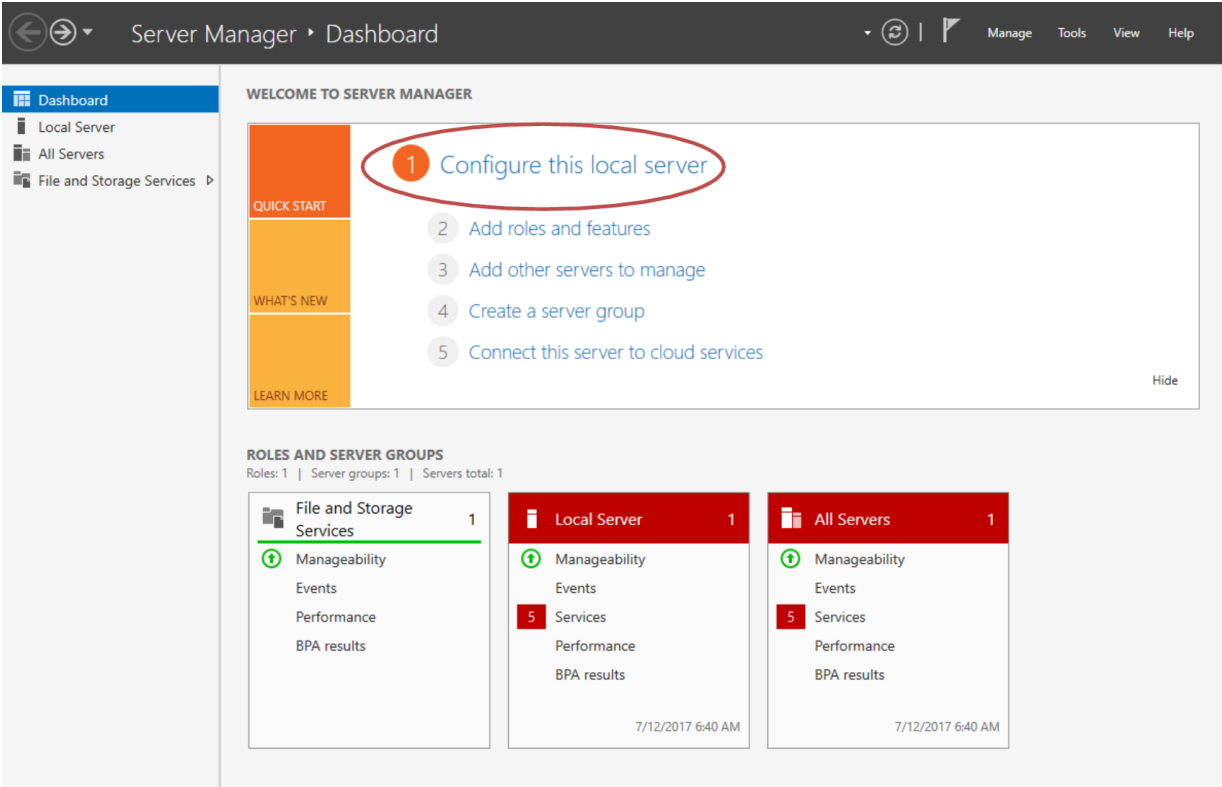 Server Manager ‣ Dashboard
Manage Tools View Help
Dashboard
Local Server
All Servers
File and Storage Services
WELCOME TO SERVER MANAGER
QUICK START
WHAT'S NEW
LEARN MORE
1 Configure this local server
2 Add roles and features
3 Add other servers to manage
4 Create a server group
5 Connect this server to cloud services
Hide
ROLES AND SERVER GROUPS
Roles: 1 | Server groups: 1 | Servers total: 1
File and Storage
Services 1
Manageability
Events
Performance
BPA results
Local Server 1
Manageability
Events
5 Services
Performance
BPA results
7/12/2017 6:40 AM
All Servers 1
Manageability
Events
5 Services
Performance
BPA results
7/12/2017 6:40 AM